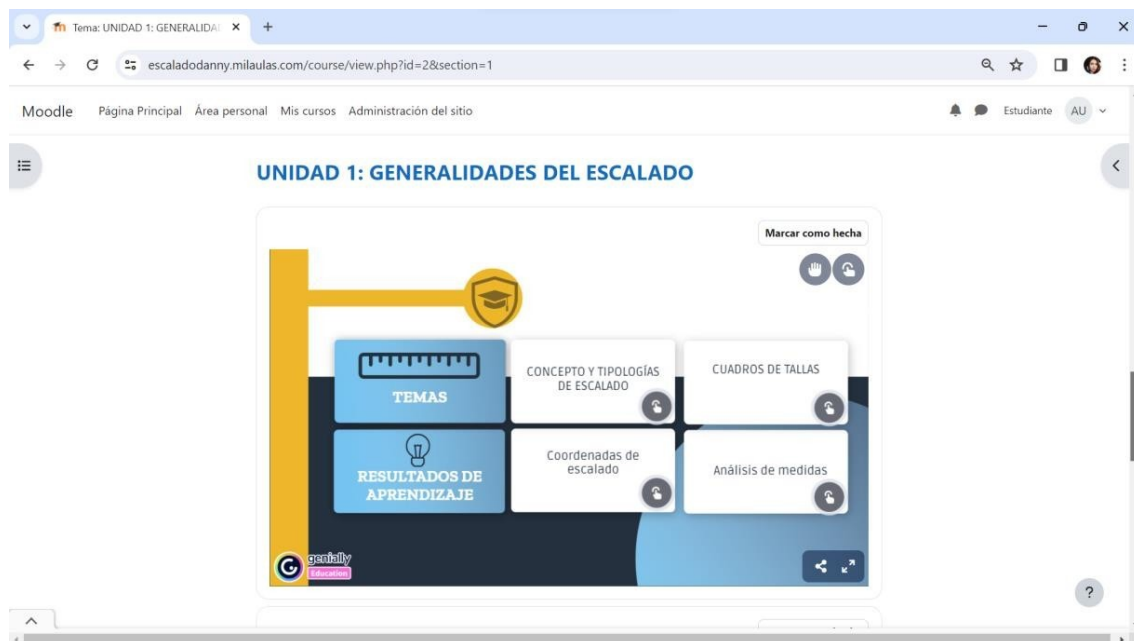 Tema: UNIDAD 1: GENERALIDA
escaladodanny.milaulas.com/course/view.php?id=2&section=1
Moodle Página Principal Área personal Mis cursos Administración del sitio Estudiante AU
UNIDAD 1: GENERALIDADES DEL ESCALADO
Marcar como hecha
TEMAS
CONCEPTO Y TIPOLOGÍAS
DE ESCALADO
CUADROS DE TALLAS
RESULTADOS DE
APRENDIZAJE
Coordenadas de
escalado
Análisis de medidas
genially
Education
?